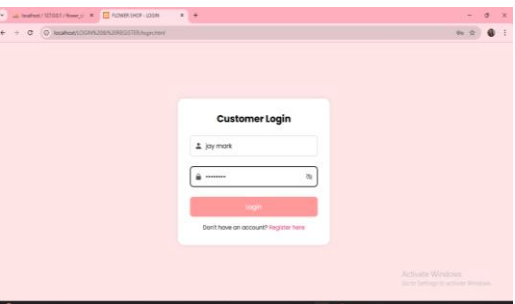 FLOWER SHOP - LOGIN
Customer Login
jay mark
login
Don't have an account? Register here
Activate Windows
Go to Settings to activate Windows.